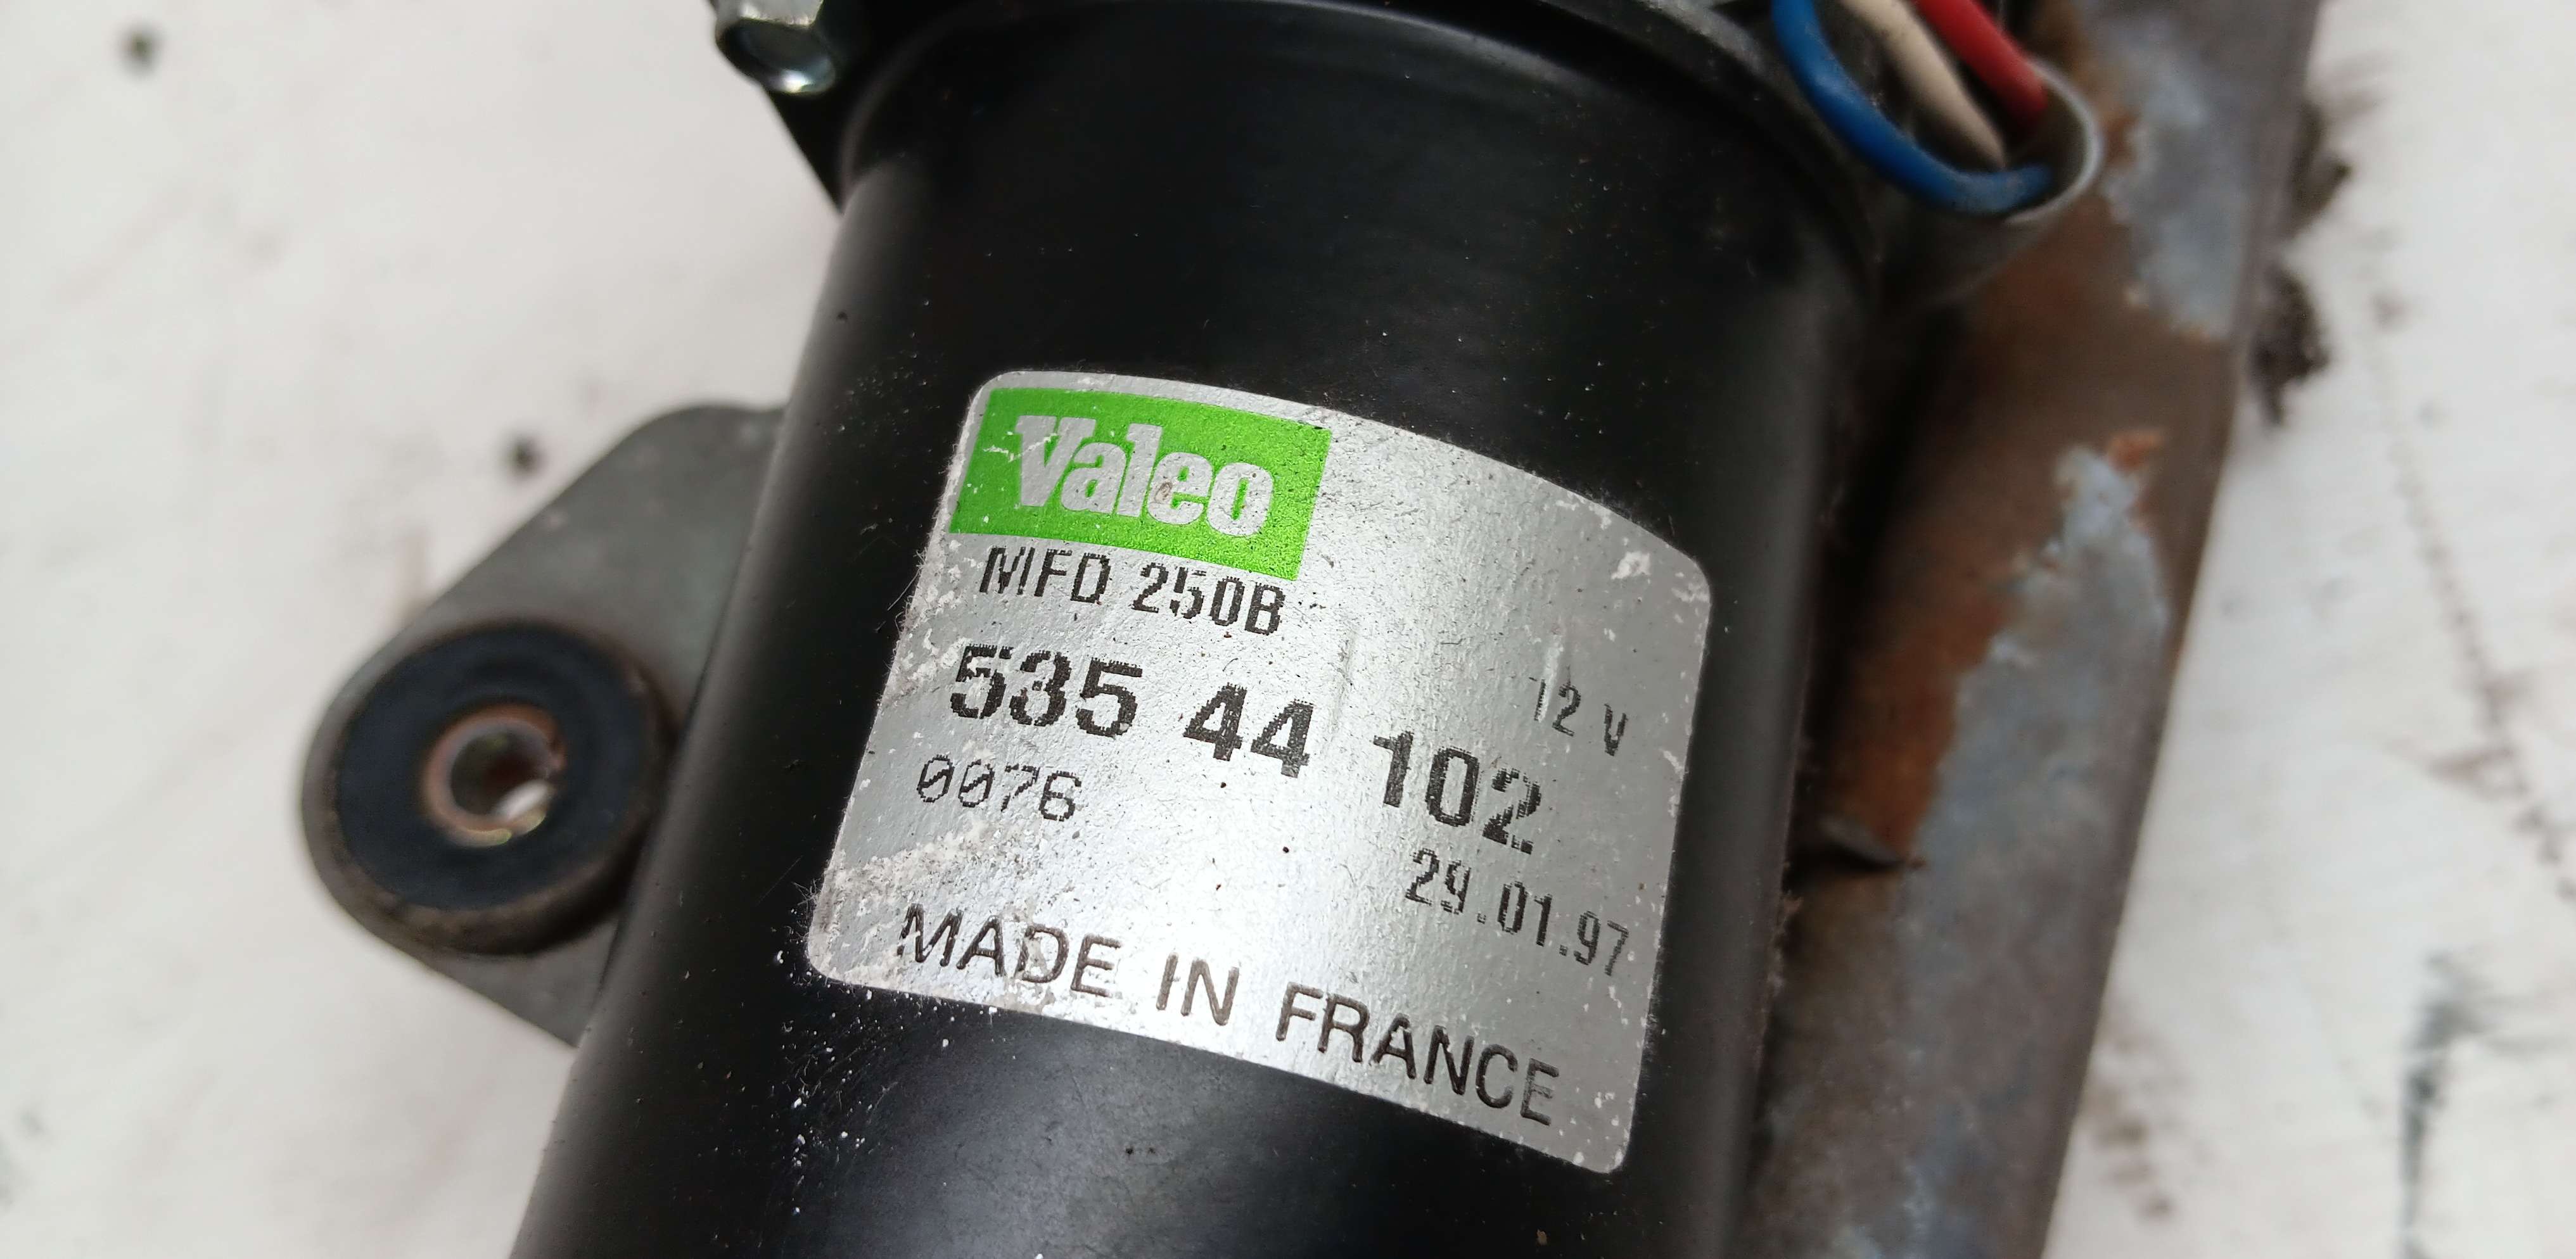 Valeo
MFD 250B
12 V
535 44 102
0076
29.01.97
MADE IN FRANCE